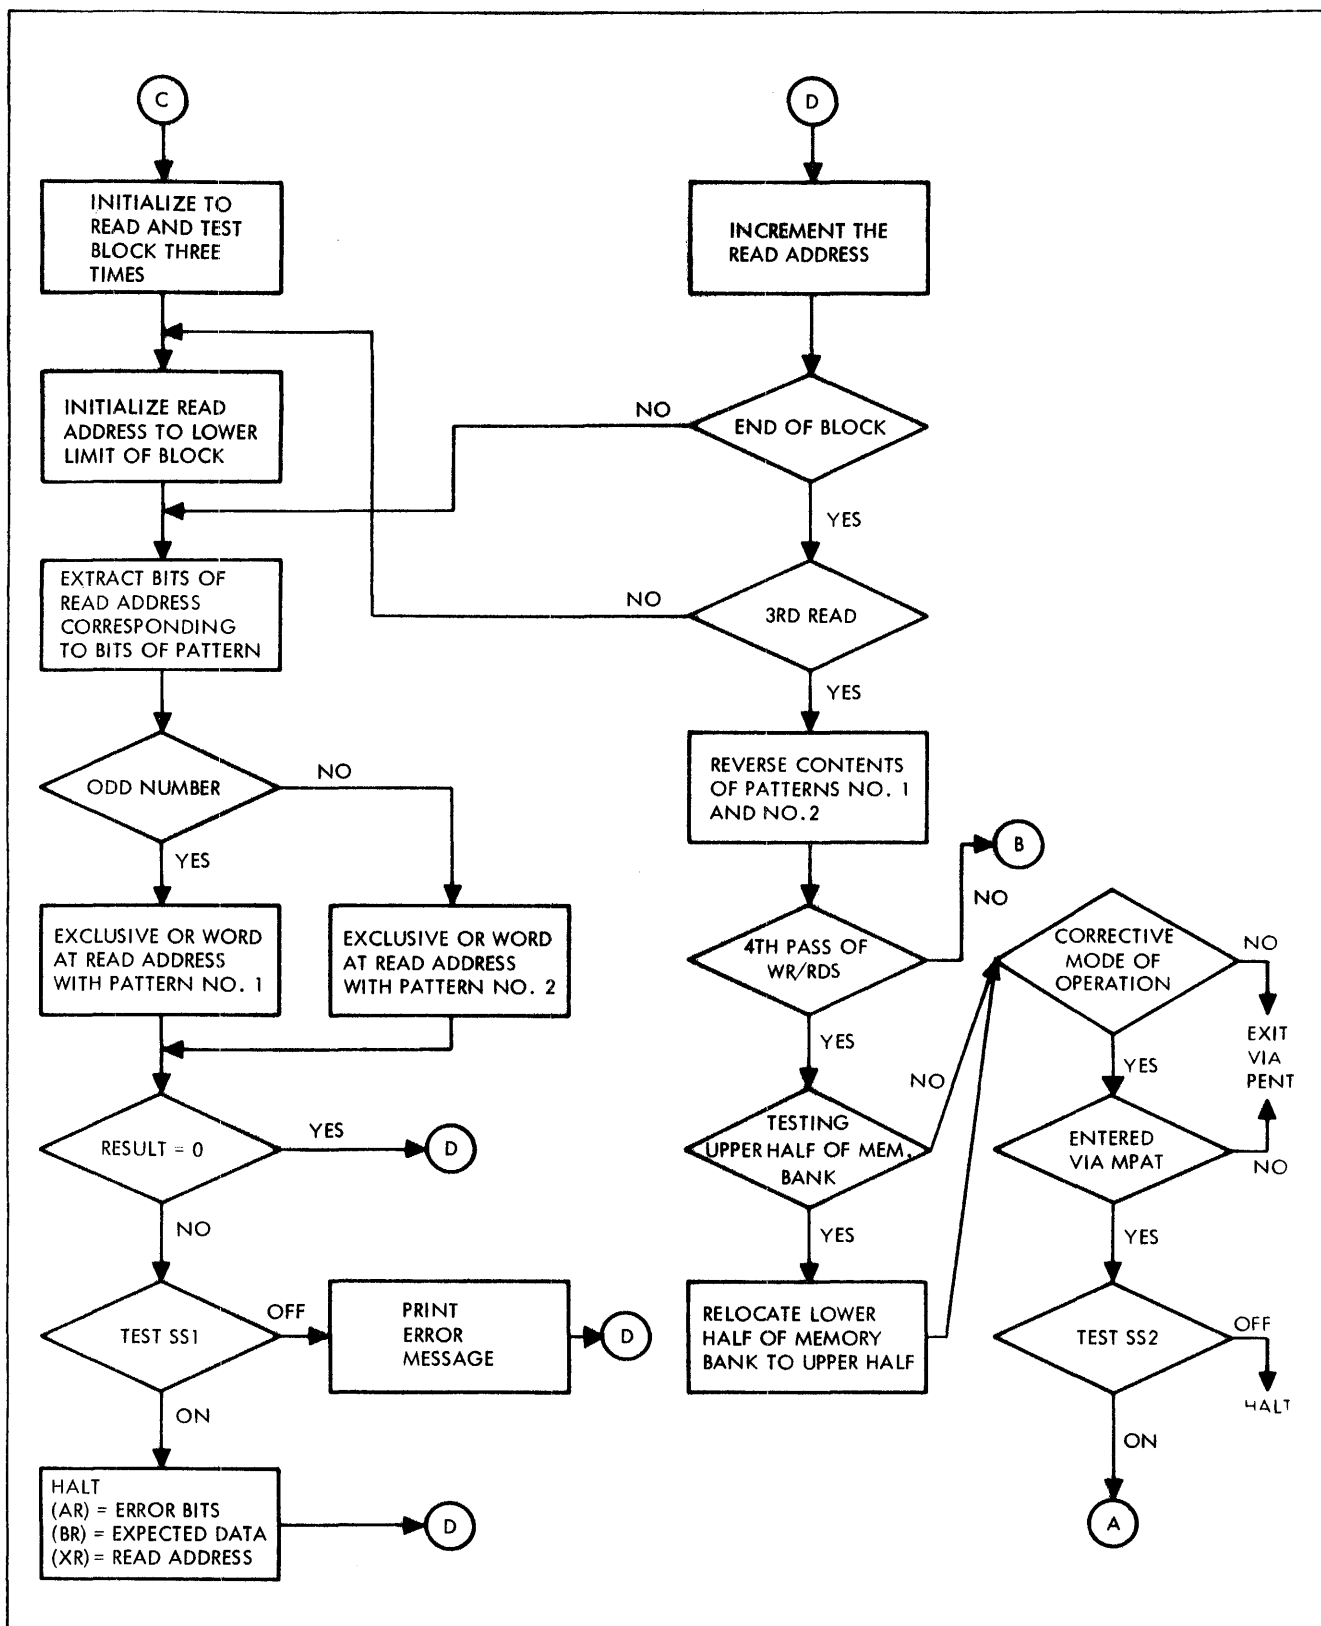 C
INITIALIZE TO
READ AND TEST
BLOCK THREE
TIMES
INITIALIZE READ
ADDRESS TO LOWER
LIMIT OF BLOCK
EXTRACT BITS OF
READ ADDRESS
CORRESPONDING
TO BITS OF PATTERN
ODD NUMBER
NO
YES
EXCLUSIVE OR WORD
AT READ ADDRESS
WITH PATTERN NO. 1
EXCLUSIVE OR WORD
AT READ ADDRESS
WITH PATTERN NO. 2
RESULT = 0
YES
D
NO
TEST SS1
OFF
PRINT
ERROR
MESSAGE
D
ON
HALT
(AR) = ERROR BITS
(BR) = EXPECTED DATA
(XR) = READ ADDRESS
D
D
INCREMENT THE
READ ADDRESS
END OF BLOCK
NO
YES
3RD READ
NO
YES
REVERSE CONTENTS
OF PATTERNS NO. 1
AND NO.2
4TH PASS OF
WR/RDS
NO
B
YES
TESTING
UPPER HALF OF MEM.
BANK
NO
YES
RELOCATE LOWER
HALF OF MEMORY
BANK TO UPPER HALF
CORRECTIVE
MODE OF
OPERATION
NO
EXIT
VIA
PENT
YES
ENTERED
VIA MPAT
NO
YES
TEST SS2
OFF
HALT
ON
A